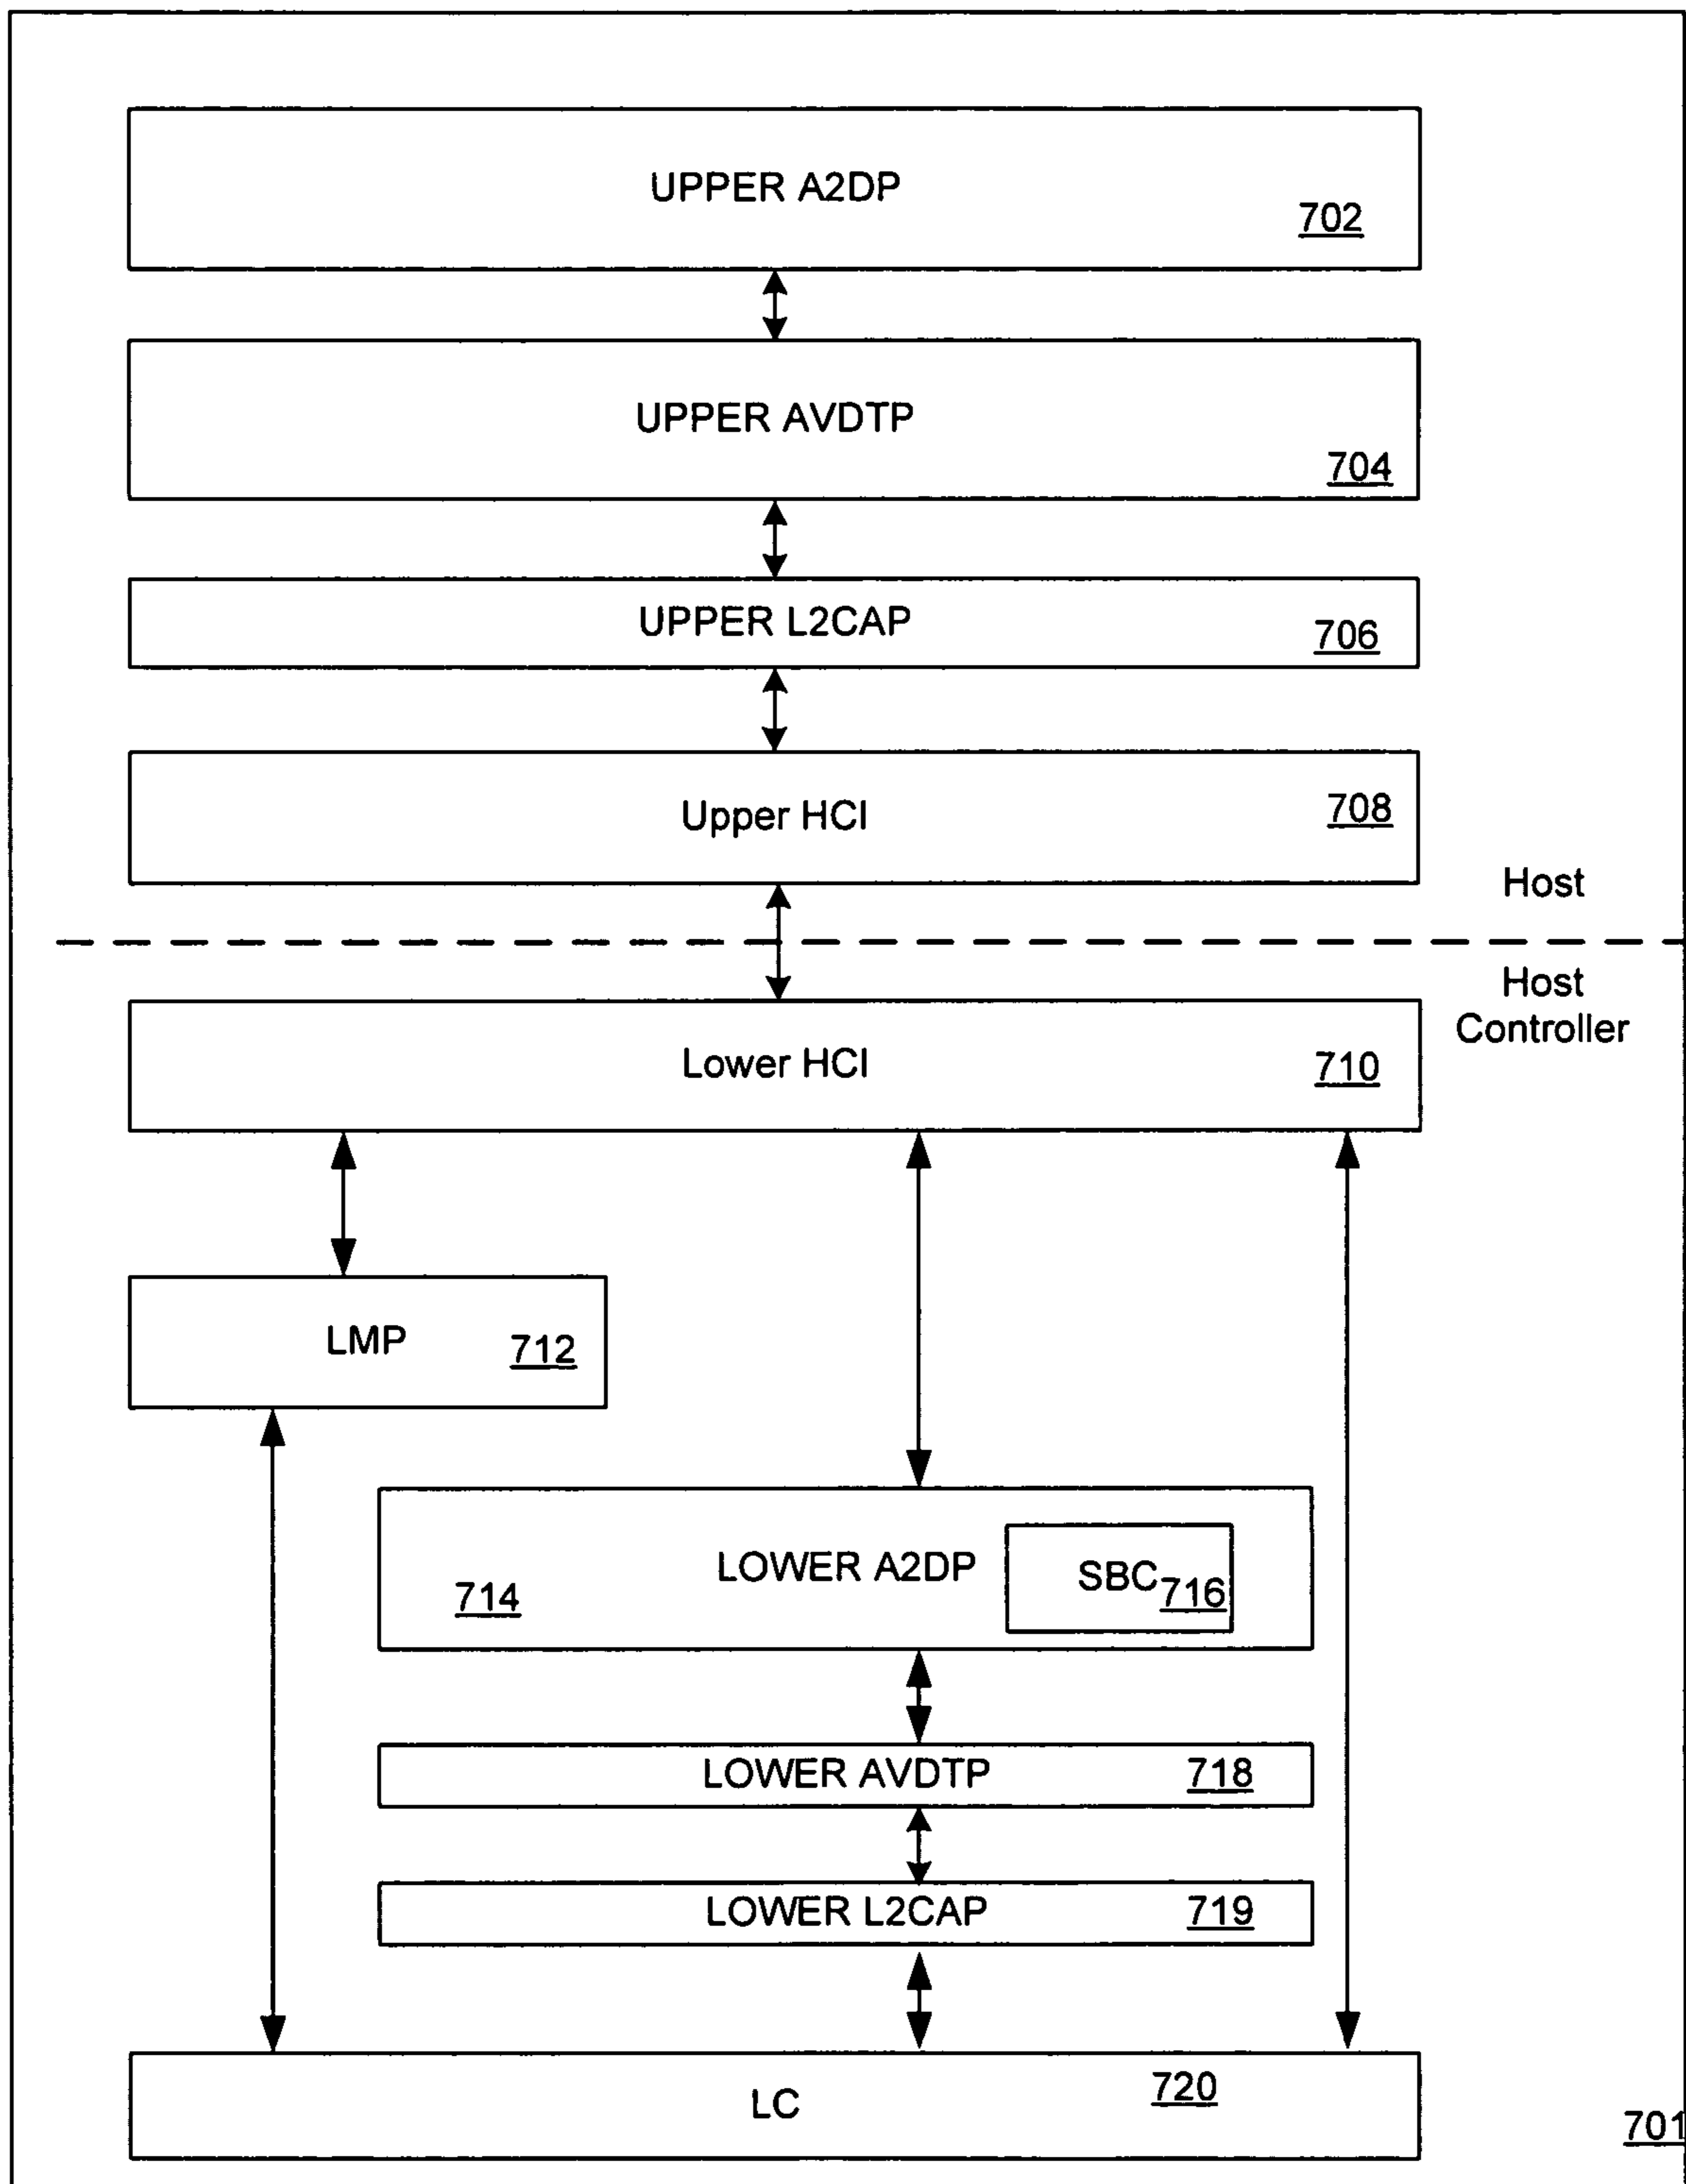 UPPER A2DP
702
UPPER AVDTP
704
UPPER L2CAP
706
Upper HCI
708
Host
Host
Controller
Lower HCI
710
LMP
712
LOWER A2DP
714
SBC
716
LOWER AVDTP
718
LOWER L2CAP
719
LC
720
701